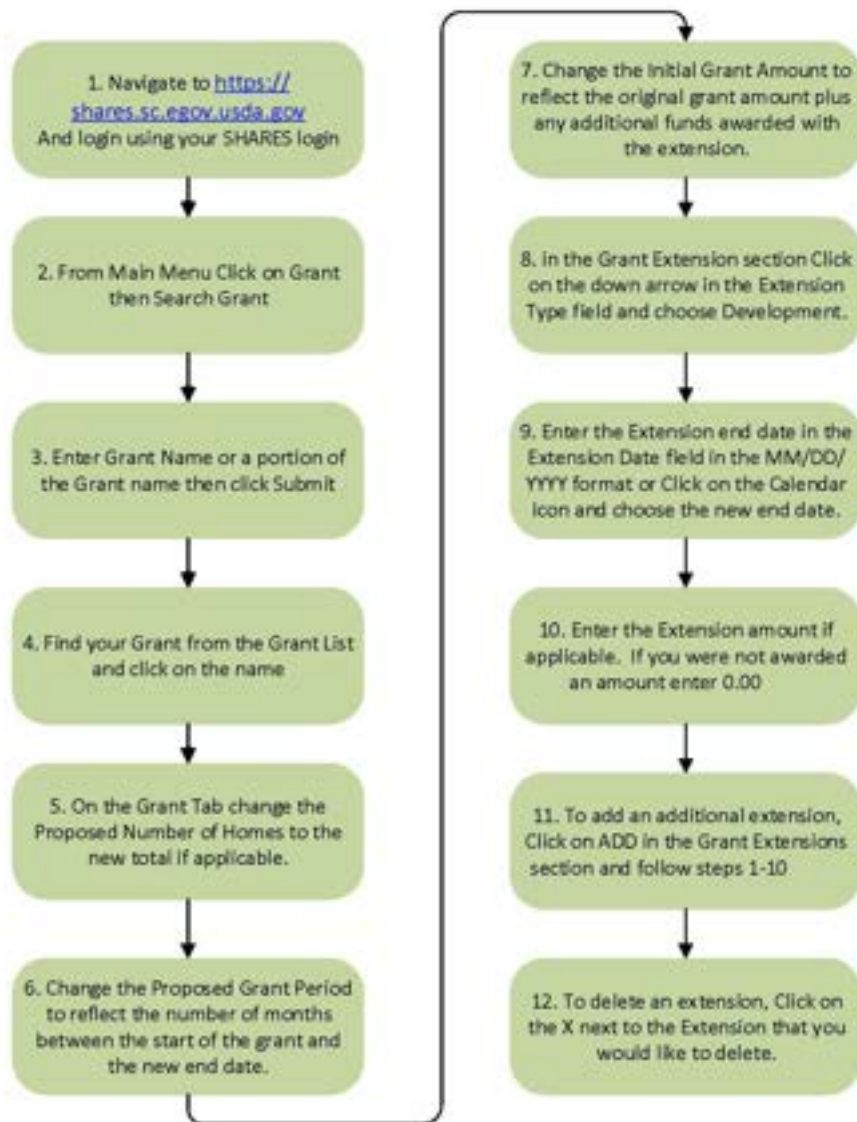 1. Navigate to https://
shares.sc.egov.usda.gov
And login using your SHARES login
2. From Main Menu Click on Grant
then Search Grant
3. Enter Grant Name or a portion of
the Grant name then click Submit
4. Find your Grant from the Grant List
and click on the name
5. On the Grant Tab change the
Proposed Number of Homes to the
new total if applicable.
6. Change the Proposed Grant Period
to reflect the number of months
between the start of the grant and
the new end date.
7. Change the Initial Grant Amount to
reflect the original grant amount plus
any additional funds awarded with
the extension.
8. In the Grant Extension section Click
on the down arrow in the Extension
Type field and choose Development.
9. Enter the Extension end date in the
Extension Date field in the MM/DD/
YYYY format or Click on the Calendar
Icon and choose the new end date.
10. Enter the Extension amount if
applicable. If you were not awarded
an amount enter 0.00
11. To add an additional extension,
Click on ADD in the Grant Extensions
section and follow steps 1-10
12. To delete an extension, Click on
the X next to the Extension that you
would like to delete.